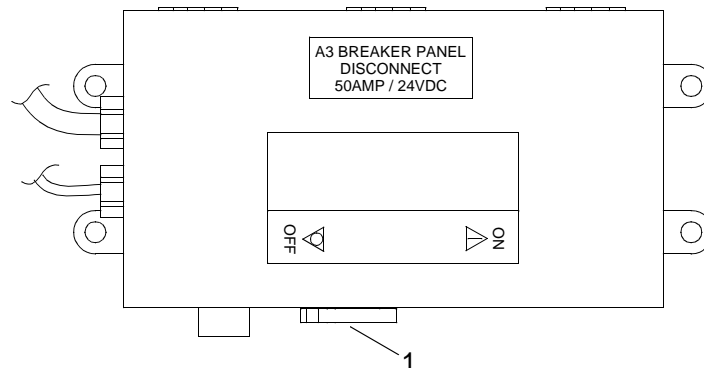 A3 BREAKER PANEL
DISCONNECT
50AMP / 24VDC
OFF
ON
1